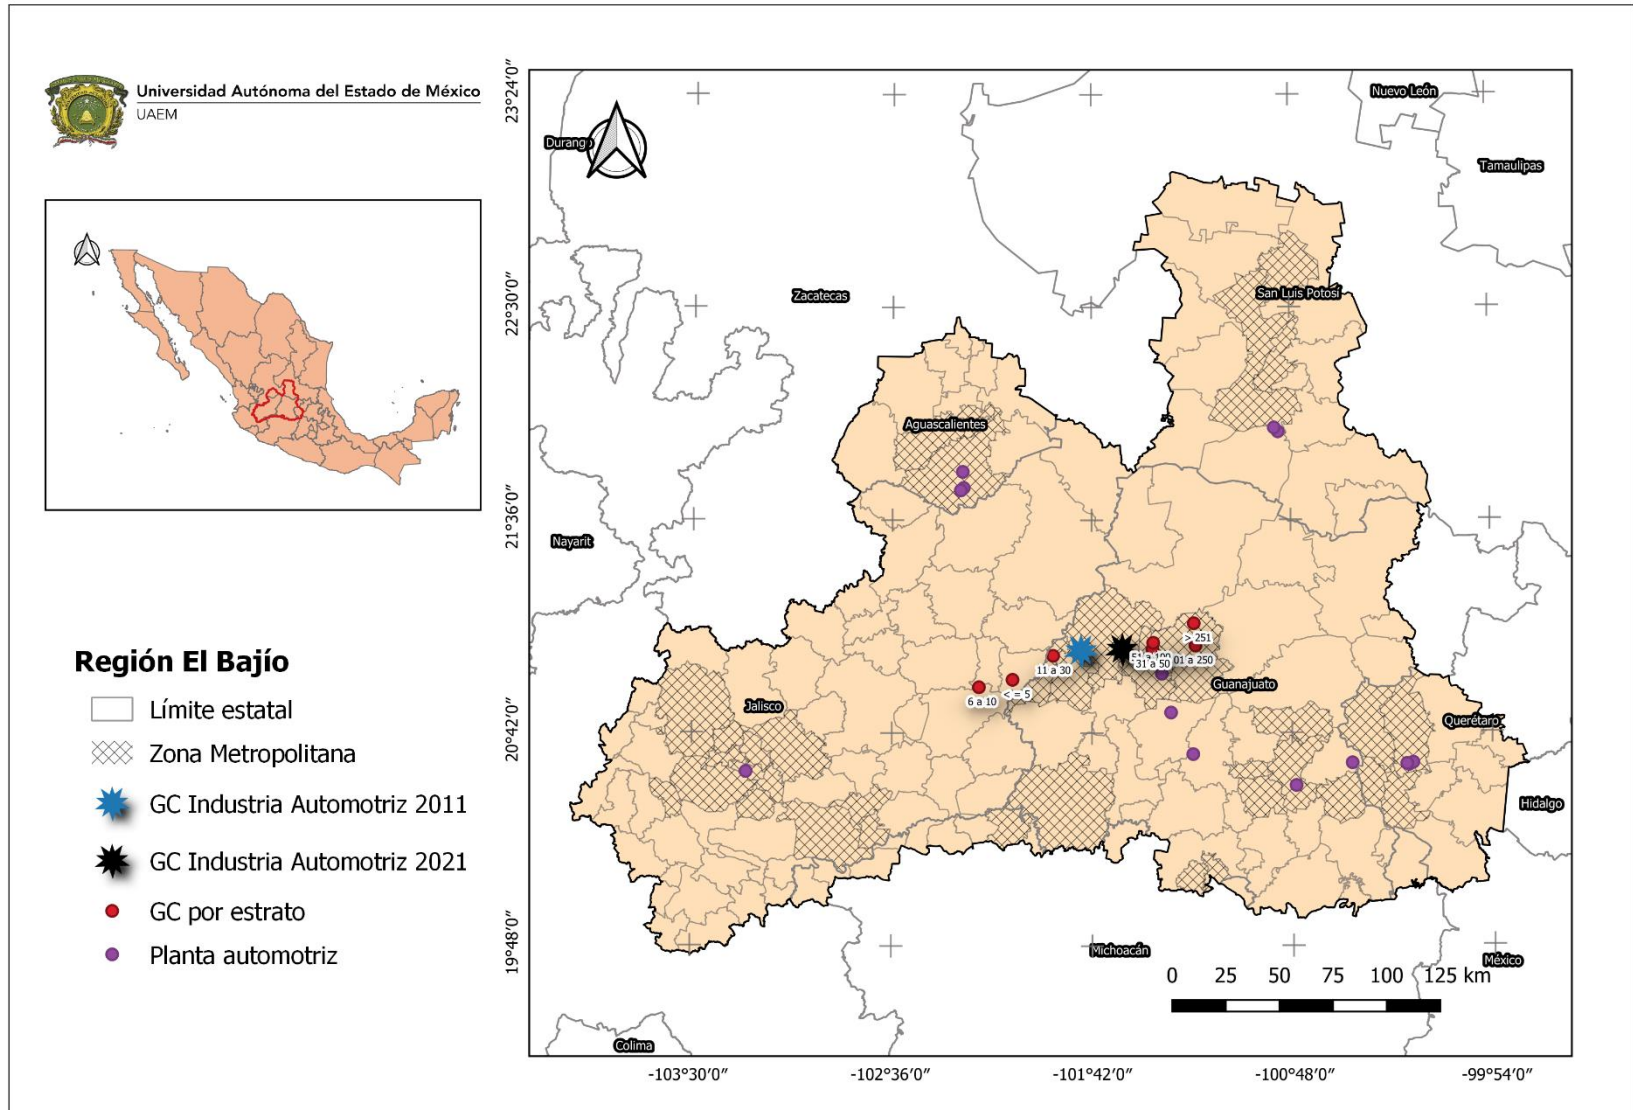 Universidad Autónoma del Estado de México
UAEM
Región El Bajío
Límite estatal
Zona Metropolitana
GC Industria Automotriz 2011
GC Industria Automotriz 2021
GC por estrato
Planta automotriz
23°24'0"
22°30'0"
21°36'0"
20°42'0"
19°48'0"
Nuevo León
Durango
Tamaulipas
Zacatecas
San Luis Potosí
Aguascalientes
Nayarit
> 251
11 a 30
31 a 50
01 a 250
6 a 10
< = 5
Guanajuato
Jalisco
Querétaro
Hidalgo
Michoacán
México
Colima
0 25 50 75 100 125 km
-103°30'0" -102°36'0" -101°42'0" -100°48'0" -99°54'0"